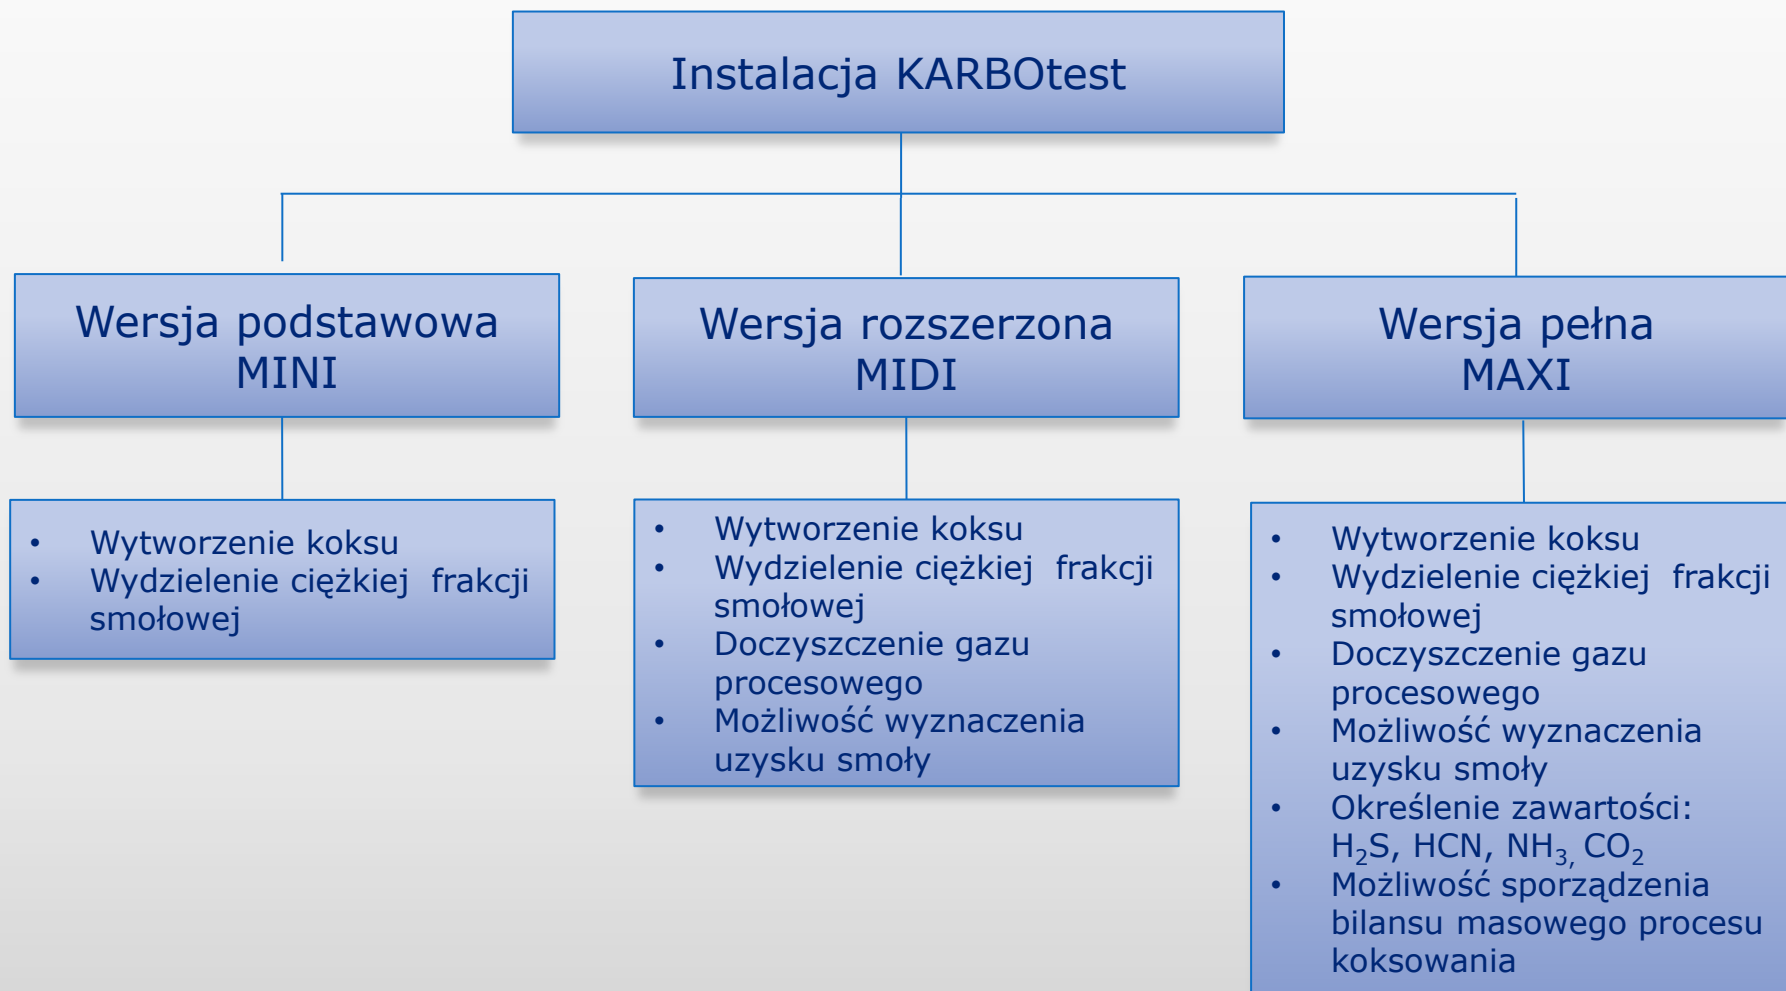 Instalacja KARBOtest
Wersja podstawowa
MINI
• Wytworzenie koksu
• Wydzielenie ciężkiej frakcji
smołowej
Wersja rozszerzona
MIDI
• Wytworzenie koksu
• Wydzielenie ciężkiej frakcji
smołowej
• Doczyszczenie gazu
procesowego
• Możliwość wyznaczenia
uzysku smoły
Wersja pełna
MAXI
• Wytworzenie koksu
• Wydzielenie ciężkiej frakcji
smołowej
• Doczyszczenie gazu
procesowego
• Możliwość wyznaczenia
uzysku smoły
• Określenie zawartości:
H₂S, HCN, NH₃, CO₂
• Możliwość sporządzenia
bilansu masowego procesu
koksowania